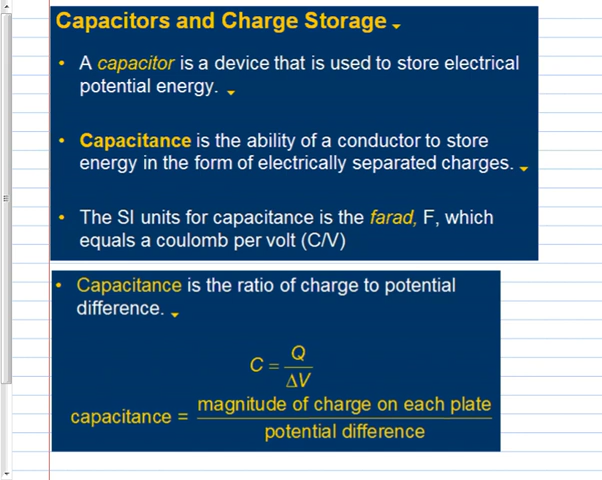 Capacitors and Charge Storage
• A capacitor is a device that is used to store electrical
potential energy.
• Capacitance is the ability of a conductor to store
energy in the form of electrically separated charges.
• The SI units for capacitance is the farad, F, which
equals a coulomb per volt (C/V)
• Capacitance is the ratio of charge to potential
difference.
C = Q / ΔV
capacitance = magnitude of charge on each plate / potential difference